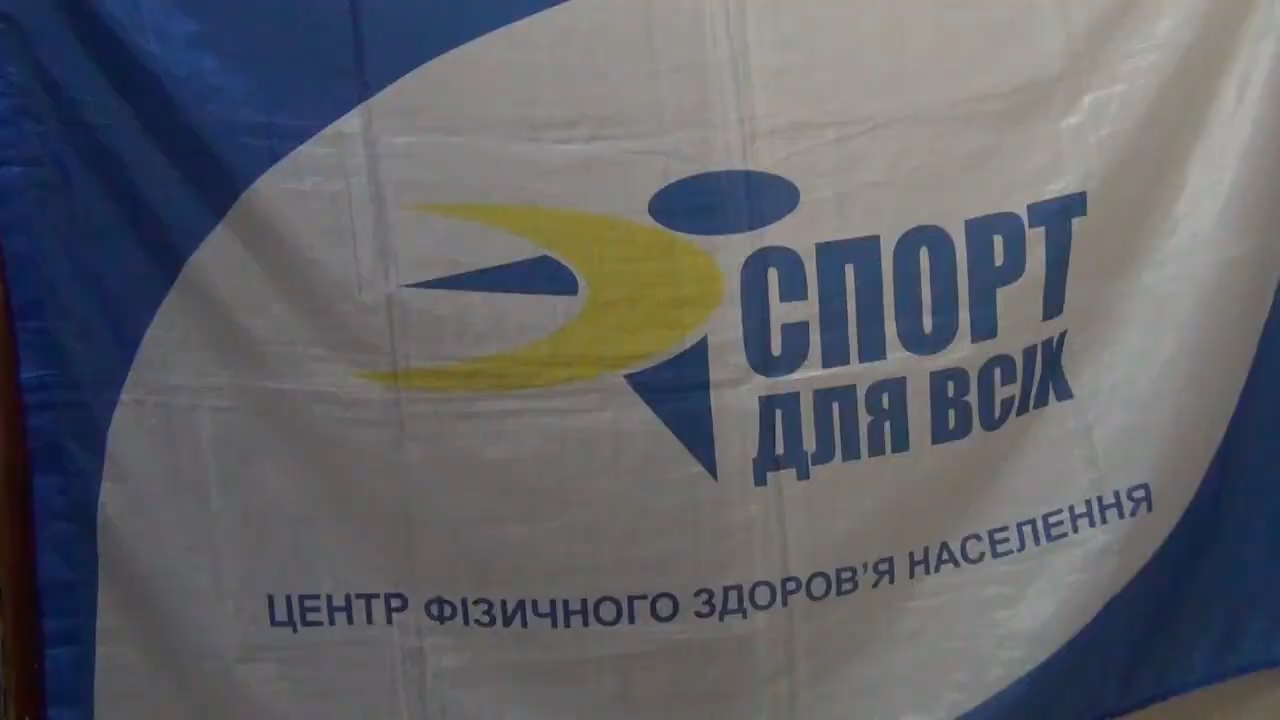 СПОРТ
ДЛЯ ВСІХ
ЦЕНТР ФІЗИЧНОГО ЗДОРОВ'Я НАСЕЛЕННЯ